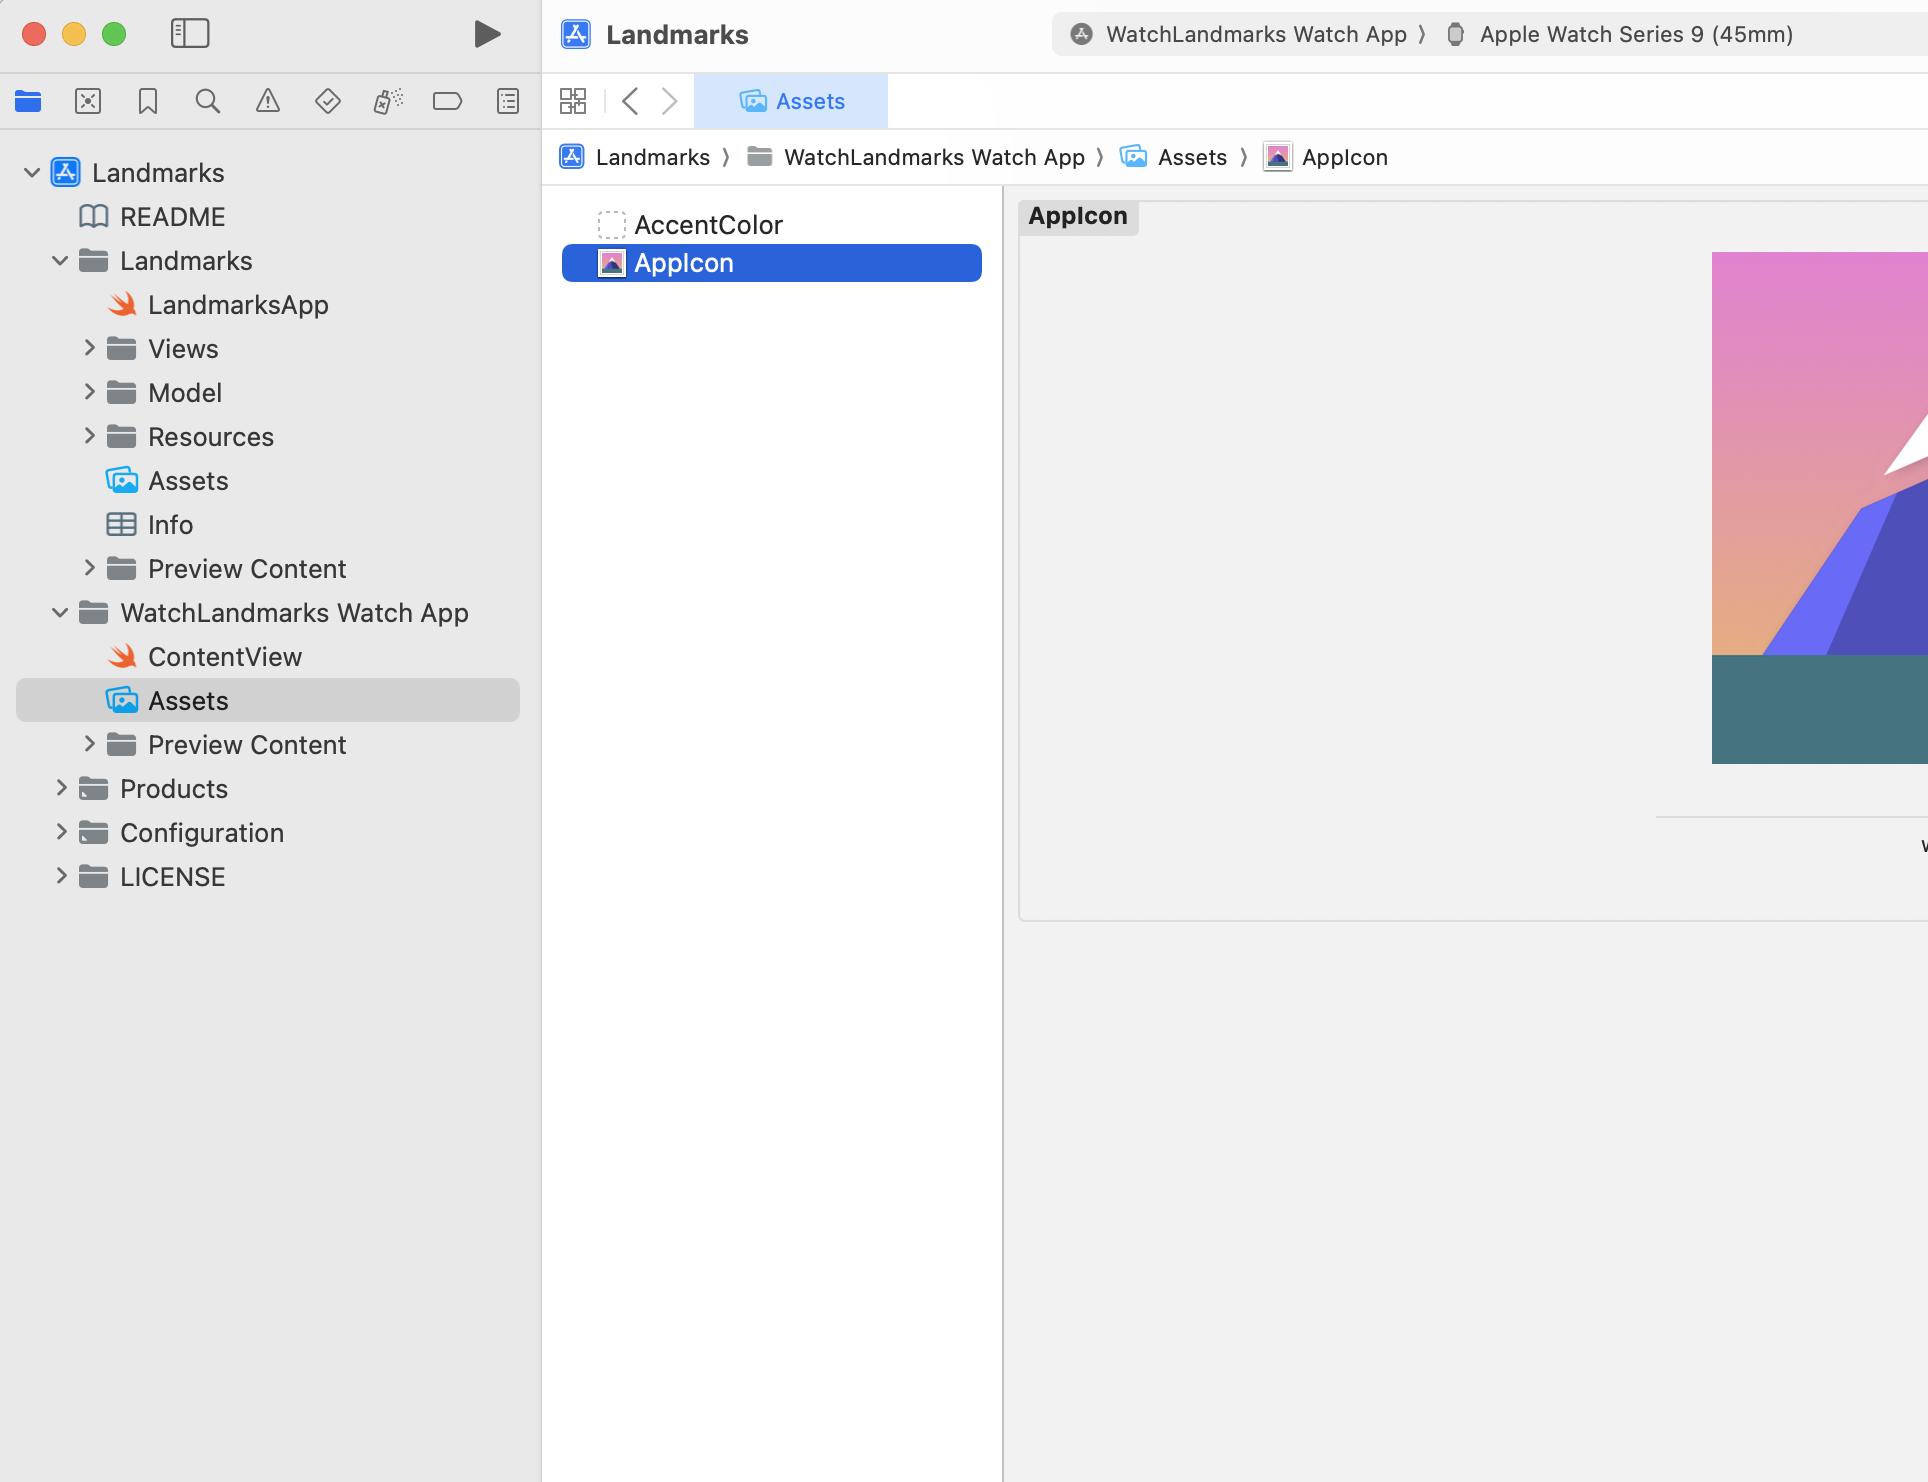 Landmarks
WatchLandmarks Watch App 〉 Apple Watch Series 9 (45mm)
Assets
Landmarks 〉 WatchLandmarks Watch App 〉 Assets 〉 AppIcon
Landmarks
README
Landmarks
LandmarksApp
Views
Model
Resources
Assets
Info
Preview Content
WatchLandmarks Watch App
ContentView
Assets
Preview Content
Products
Configuration
LICENSE
AccentColor
AppIcon
AppIcon